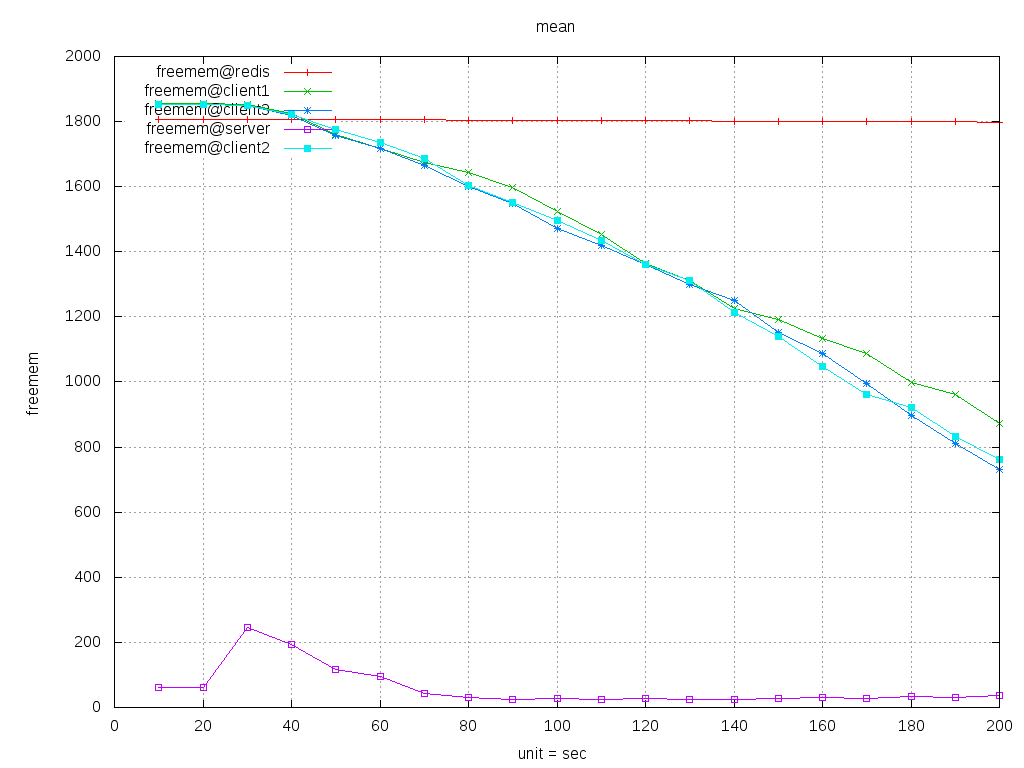 mean
2000
1800
1600
1400
1200
1000
800
600
400
200
0
freemem
freemem@redis
freemem@client1
freemem@client3
freemem@server
freemem@client2
0 20 40 60 80 100 120 140 160 180 200
unit = sec